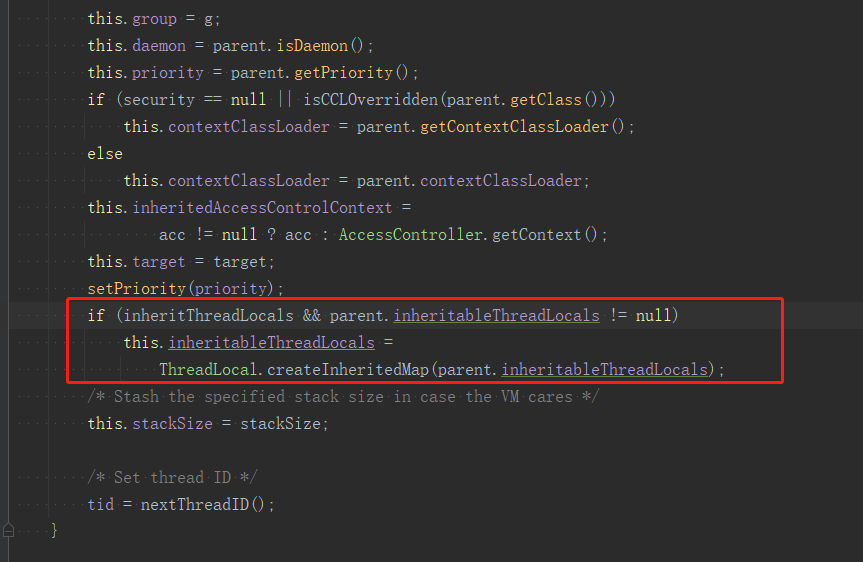 this.group = g;
this.daemon = parent.isDaemon();
this.priority = parent.getPriority();
if (security == null || isCCLOverridden(parent.getClass()))
this.contextClassLoader = parent.getContextClassLoader();
else
this.contextClassLoader = parent.contextClassLoader;
this.inheritedAccessControlContext =
acc != null ? acc : AccessController.getContext();
this.target = target;
setPriority(priority);
if (inheritThreadLocals && parent.inheritableThreadLocals != null)
this.inheritableThreadLocals =
ThreadLocal.createInheritedMap(parent.inheritableThreadLocals);
/* Stash the specified stack size in case the VM cares */
this.stackSize = stackSize;
/* Set thread ID */
tid = nextThreadID();
}